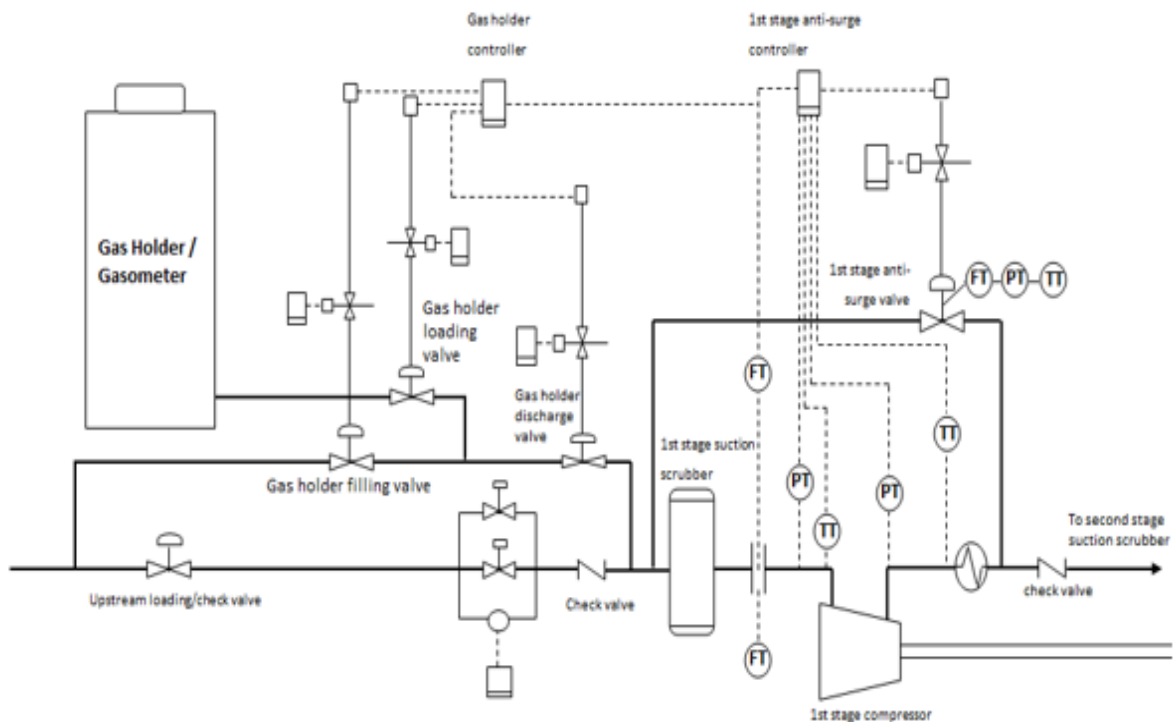 Gas holder
controller
1st stage anti-surge
controller
Gas Holder /
Gasometer
Gas holder
loading
valve
1st stage anti-
surge valve
FT
PT
TT
FT
Gas holder
discharge
valve
1st stage suction
scrubber
TT
Gas holder filling valve
PT
PT
TT
To second stage
suction scrubber
Upstream loading/check valve
Check valve
check valve
FT
1st stage compressor